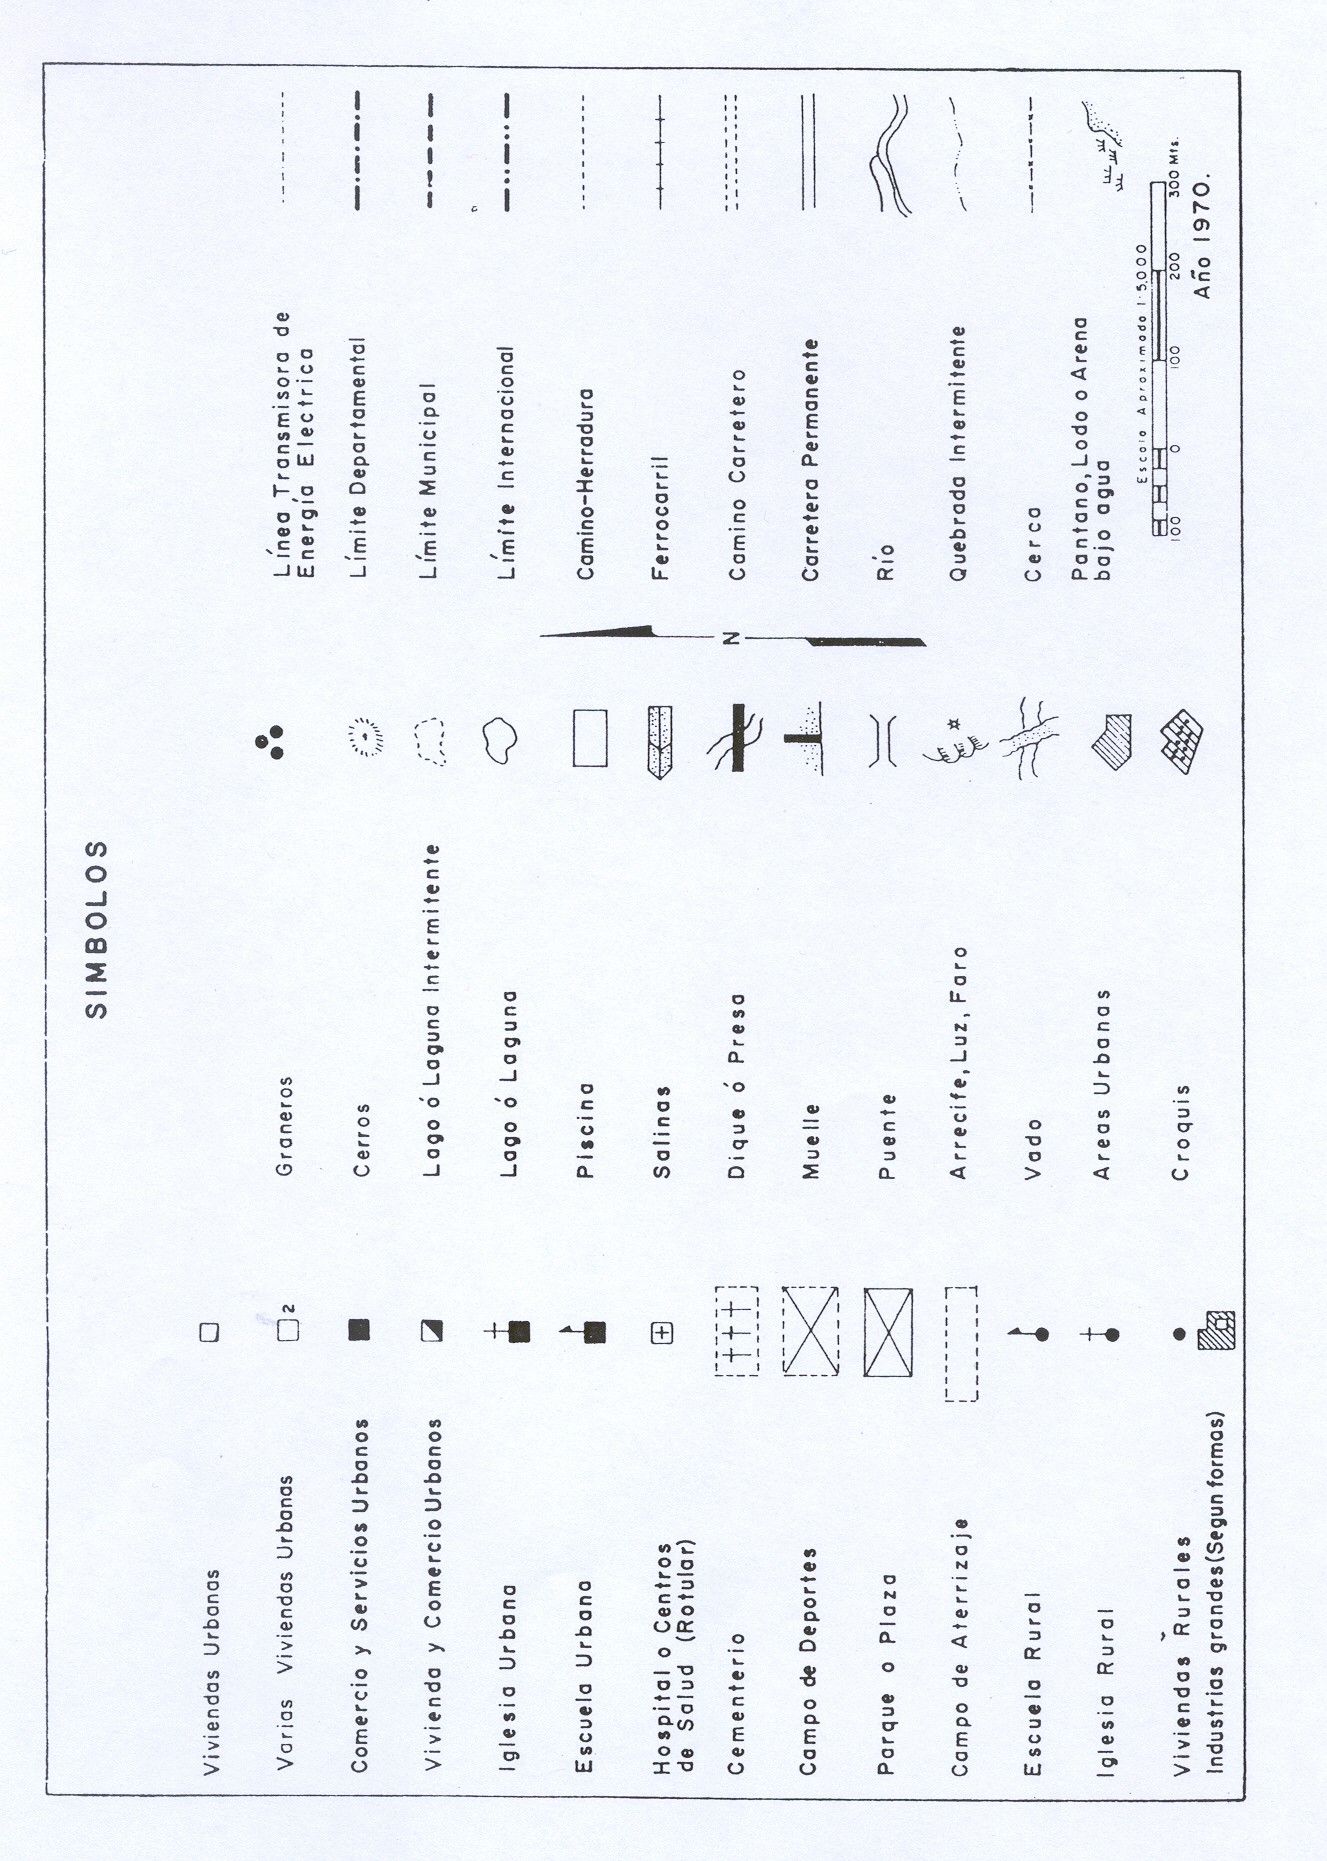 SIMBOLOS
Viviendas Urbanas
Varias Viviendas Urbanas
2
Comercio y Servicios Urbanos
Vivienda y Comercio Urbanos
Iglesia Urbana
Escuela Urbana
Hospital o Centros
de Salud (Rotular)
Cementerio
Campo de Deportes
Parque o Plaza
Campo de Aterrizaje
Escuela Rural
Iglesia Rural
Viviendas Rurales
Industrias grandes (Segun formas)
Graneros
Cerros
Lago ó Laguna Intermitente
Lago ó Laguna
Piscina
Salinas
Dique ó Presa
Muelle
Puente
Arrecife, Luz, Faro
Vado
Areas Urbanas
Croquis
N
Línea Transmisora de
Energía Electrica
Límite Departamental
Límite Municipal
Límite Internacional
Camino-Herradura
Ferrocarril
Camino Carretero
Carretera Permanente
Río
Quebrada Intermitente
Cerca
Pantano, Lodo o Arena
bajo agua
Escala Aproximada 1:5,000
100 0 100 200 300 Mts.
Año 1970.